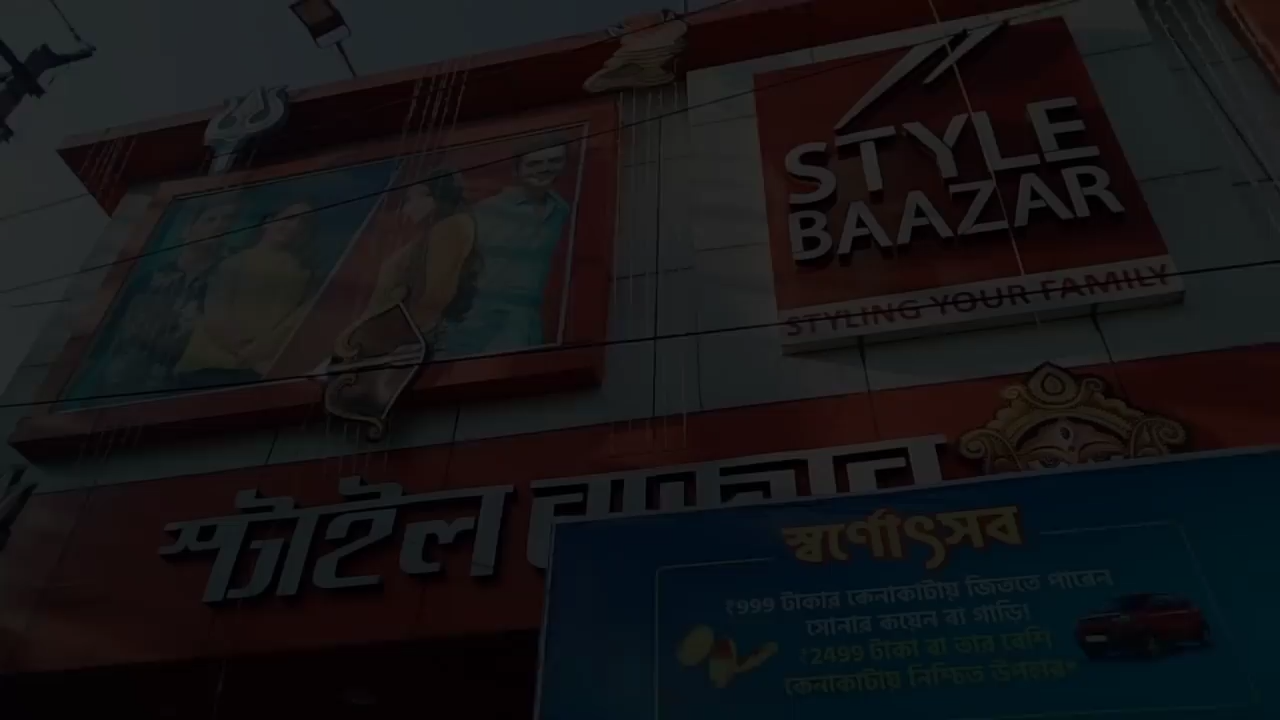 STYLE
BAAZAR
STYLING YOUR FAMILY
স্টাইল বাজার
স্বর্ণোৎসব
₹999 টাকার কেনাকাটায় জিততে পারেন
সোনার কয়েন বা গাড়ি!
₹2499 টাকা বা তার বেশি
কেনাকাটায় নিশ্চিত উপহার*